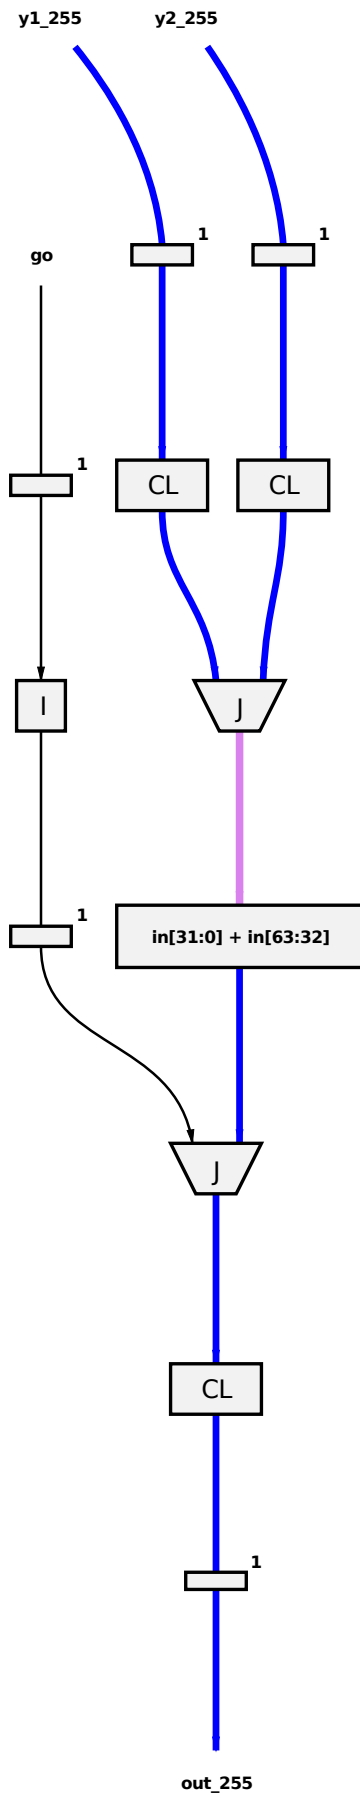 y1_255 y2_255
1 1
go
1
CL CL
I J
1
in[31:0] + in[63:32]
J
CL
1
out_255